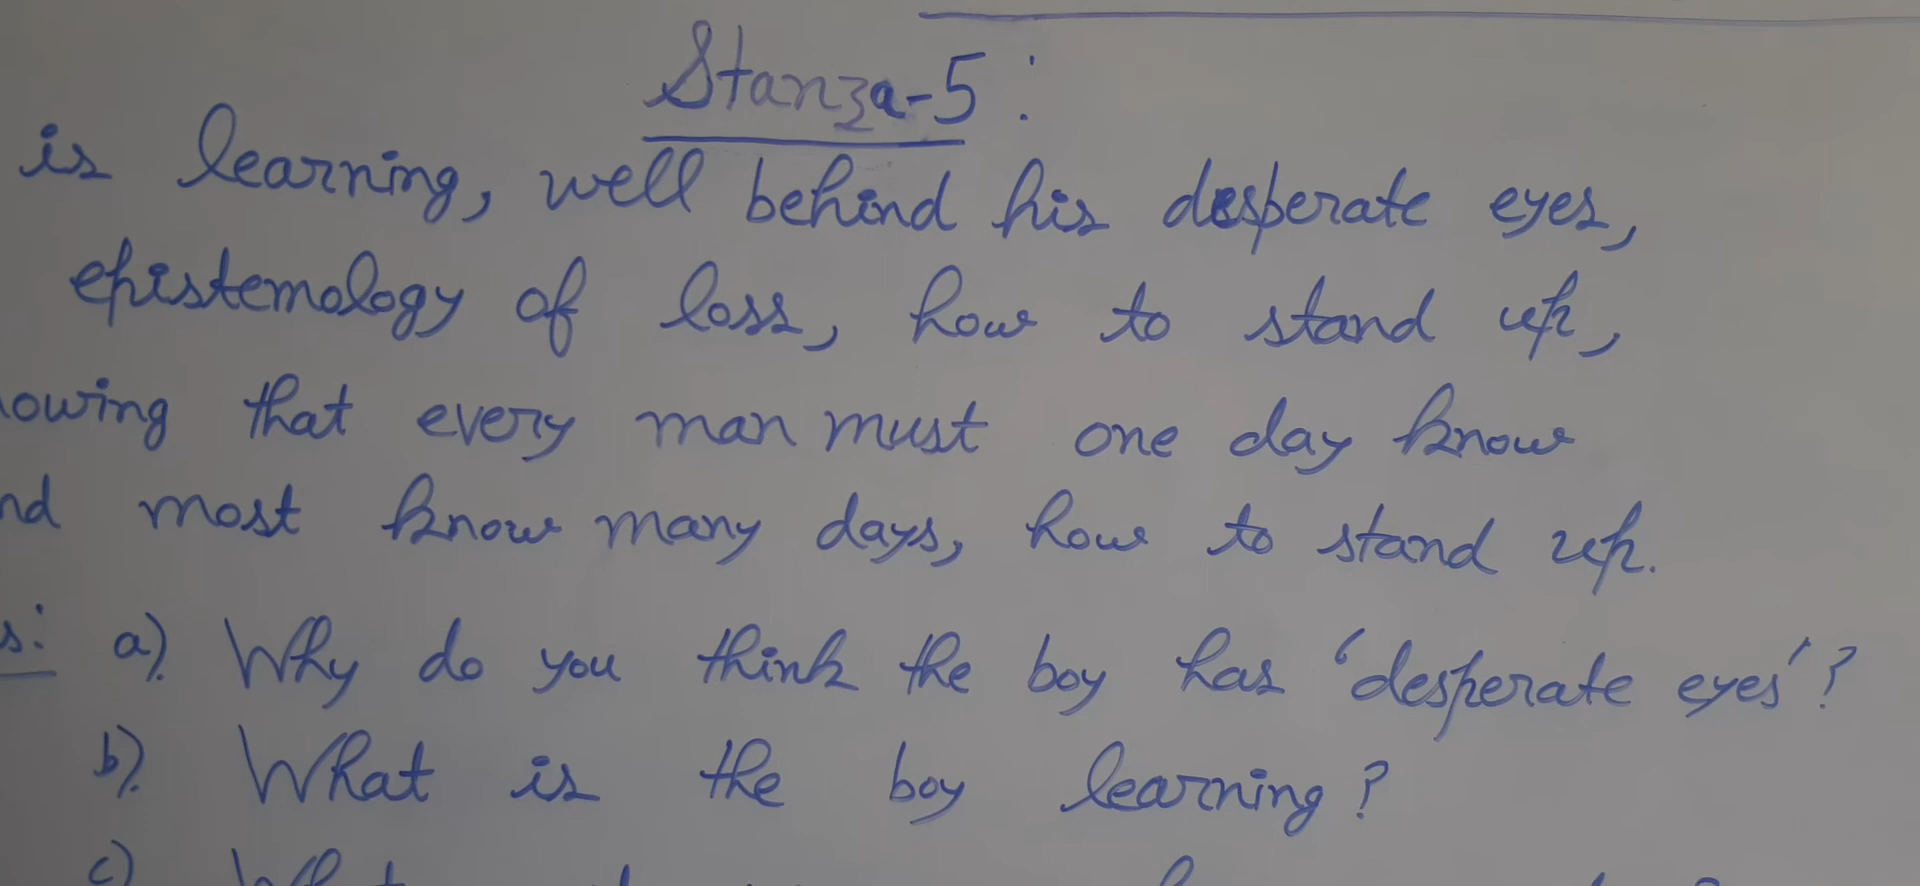 Stanza-5:
is learning, well behind his desperate eyes,
epistemology of loss, how to stand up,
owing that every man must one day know
nd most know many days, how to stand up.
s: a). Why do you think the boy has 'desperate eyes'?
b). What is the boy learning?
c)